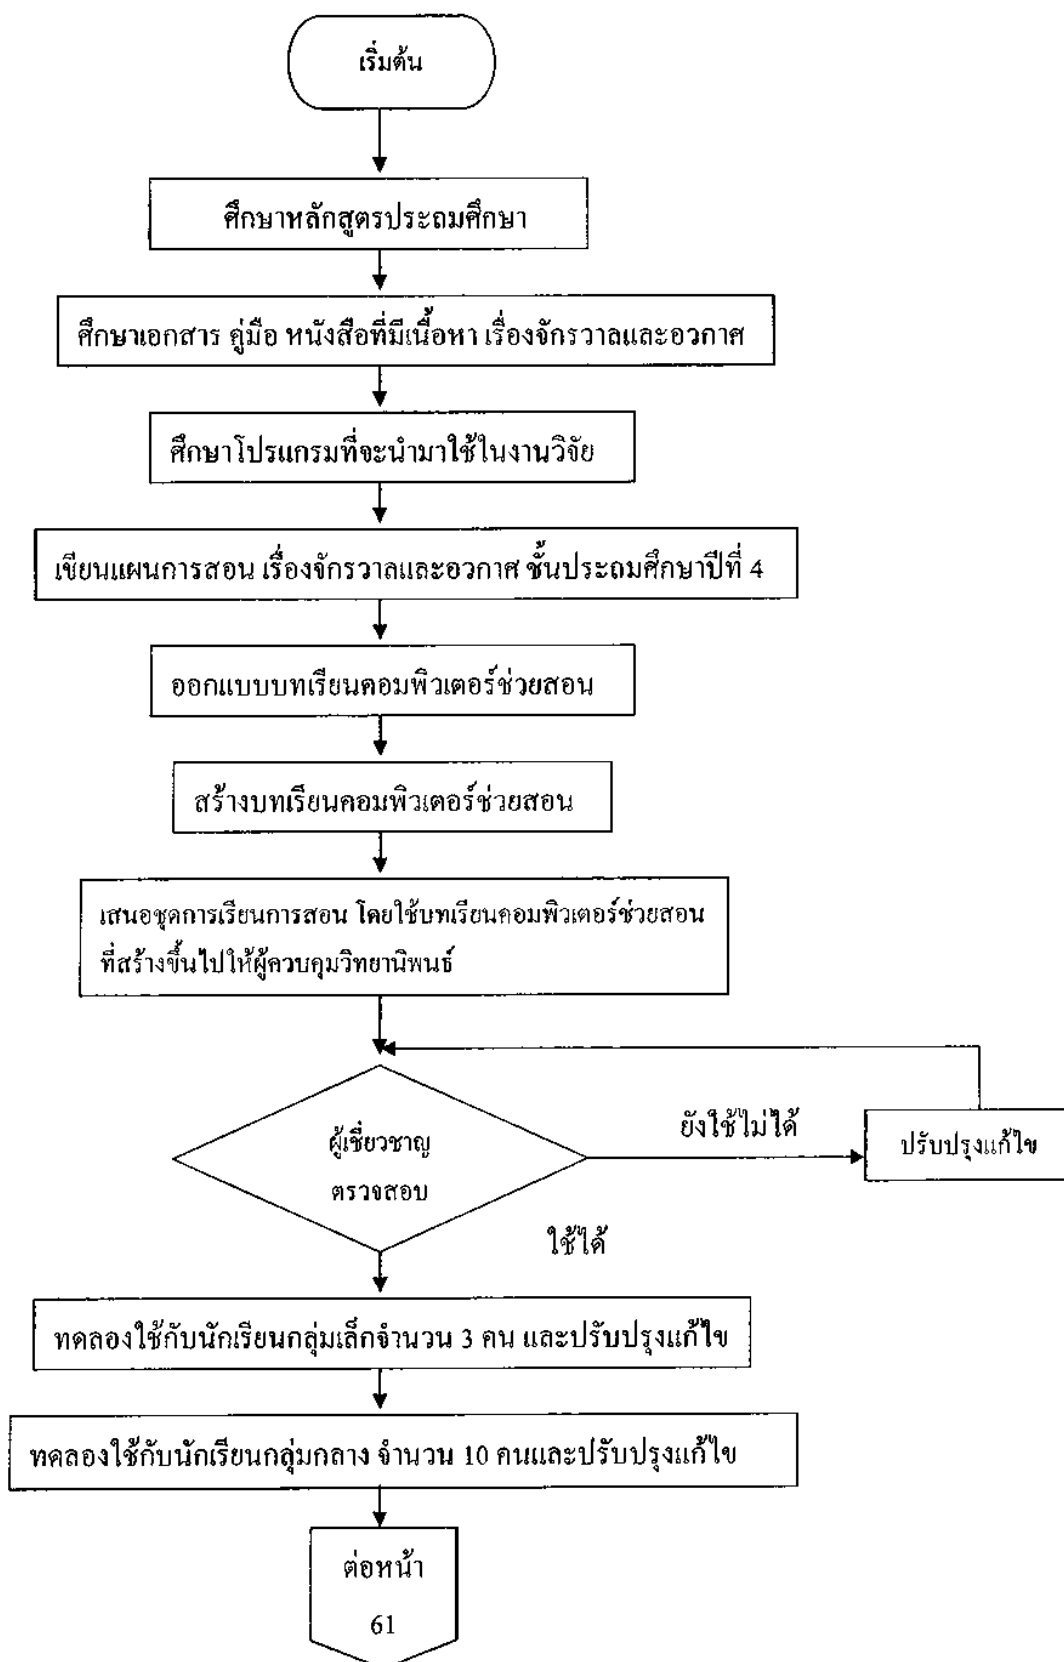 เริ่มต้น
ศึกษาหลักสูตรประถมศึกษา
ศึกษาเอกสาร คู่มือ หนังสือที่มีเนื้อหา เรื่องจักรวาลและอวกาศ
ศึกษาโปรแกรมที่จะนำมาใช้ในงานวิจัย
เขียนแผนการสอน เรื่องจักรวาลและอวกาศ ชั้นประถมศึกษาปีที่ 4
ออกแบบบทเรียนคอมพิวเตอร์ช่วยสอน
สร้างบทเรียนคอมพิวเตอร์ช่วยสอน
เสนอชุดการเรียนการสอน โดยใช้บทเรียนคอมพิวเตอร์ช่วยสอน
ที่สร้างขึ้นไปให้ผู้ควบคุมวิทยานิพนธ์
ผู้เชี่ยวชาญ
ตรวจสอบ
ยังใช้ไม่ได้
ปรับปรุงแก้ไข
ใช้ได้
ทดลองใช้กับนักเรียนกลุ่มเล็กจำนวน 3 คน และปรับปรุงแก้ไข
ทดลองใช้กับนักเรียนกลุ่มกลาง จำนวน 10 คนและปรับปรุงแก้ไข
ต่อหน้า
61